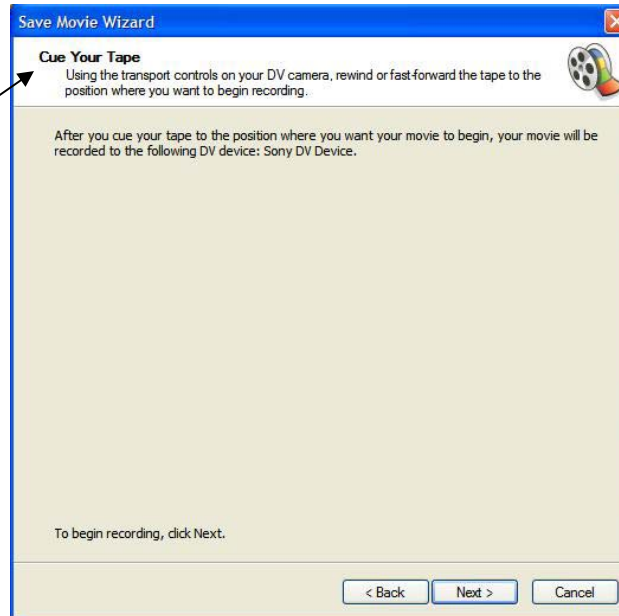 Save Movie Wizard
Cue Your Tape
Using the transport controls on your DV camera, rewind or fast-forward the tape to the
position where you want to begin recording.
After you cue your tape to the position where you want your movie to begin, your movie will be
recorded to the following DV device: Sony DV Device.
To begin recording, click Next.
< Back Next > Cancel